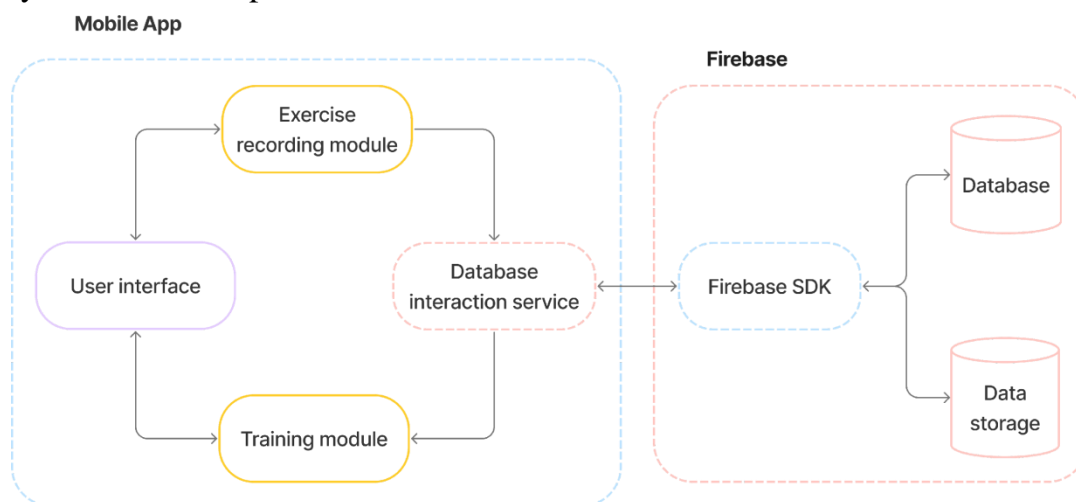 Mobile App
Firebase
Exercise
recording module
Database
User interface
Database
interaction service
Firebase SDK
Training module
Data
storage